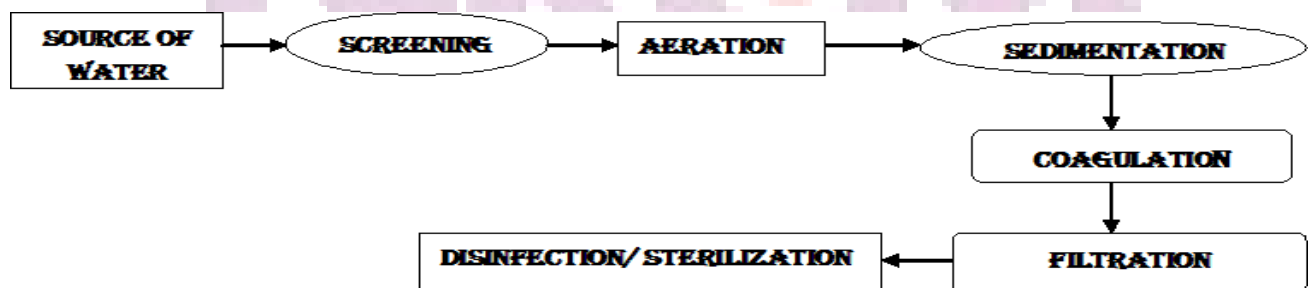 SOURCE OF
WATER
SCREENING
AERATION
SEDIMENTATION
COAGULATION
FILTRATION
DISINFECTION/ STERILIZATION